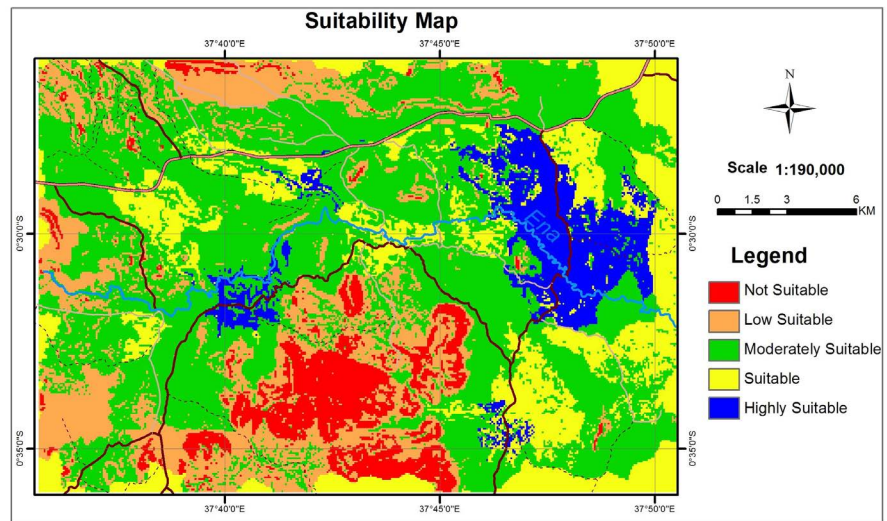 Suitability Map
37°40'0"E 37°45'0"E 37°50'0"E
N
Scale 1:190,000
0 1.5 3 6
KM
0°30'0"S 0°30'0"S
Ena
Legend
Not Suitable
Low Suitable
Moderately Suitable
Suitable
Highly Suitable
0°35'0"S 0°35'0"S
37°40'0"E 37°45'0"E 37°50'0"E